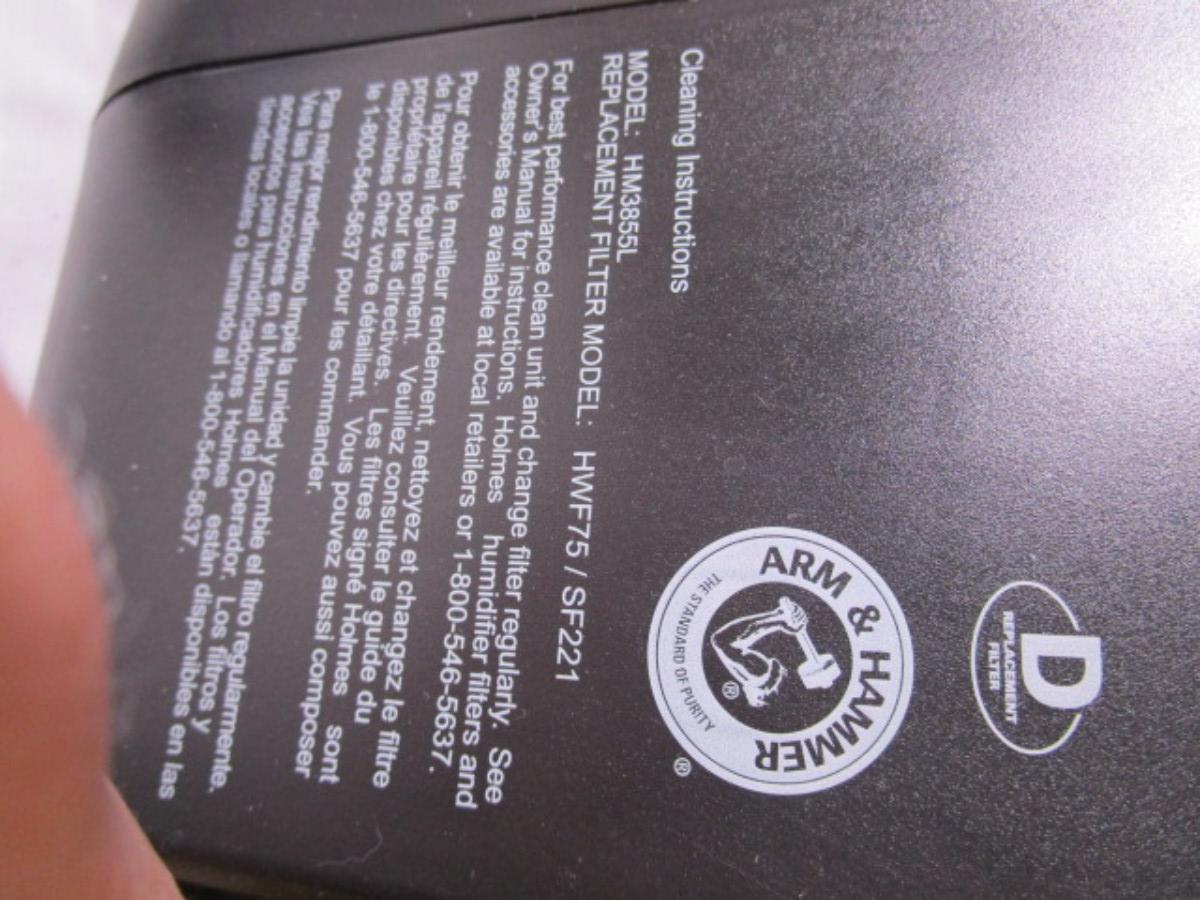 Cleaning Instructions
MODEL: HM3855L
REPLACEMENT FILTER MODEL: HWF75 / SF221
For best performance clean unit and change filter regularly. See
Owner's Manual for instructions. Holmes humidifier filters and
accessories are available at local retailers or 1-800-546-5637.
Pour obtenir le meilleur rendement, nettoyez et changez le filtre
de l'appareil régulièrement. Veuillez consulter le guide du
propriétaire pour les directives. Les filtres signé Holmes sont
disponibles chez votre détaillant. Vous pouvez aussi composer
le 1-800-546-5637 pour les commander.
Para mejor rendimiento limpie la unidad y cambie el filtro regularmente.
Vea las instrucciones en el Manual del Operador. Los filtros y
accesorios para humidificadores Holmes están disponibles en las
tiendas locales o llamando al 1-800-546-5637.
D
REPLACEMENT
FILTER
ARM & HAMMER
THE STANDARD OF PURITY
®
®